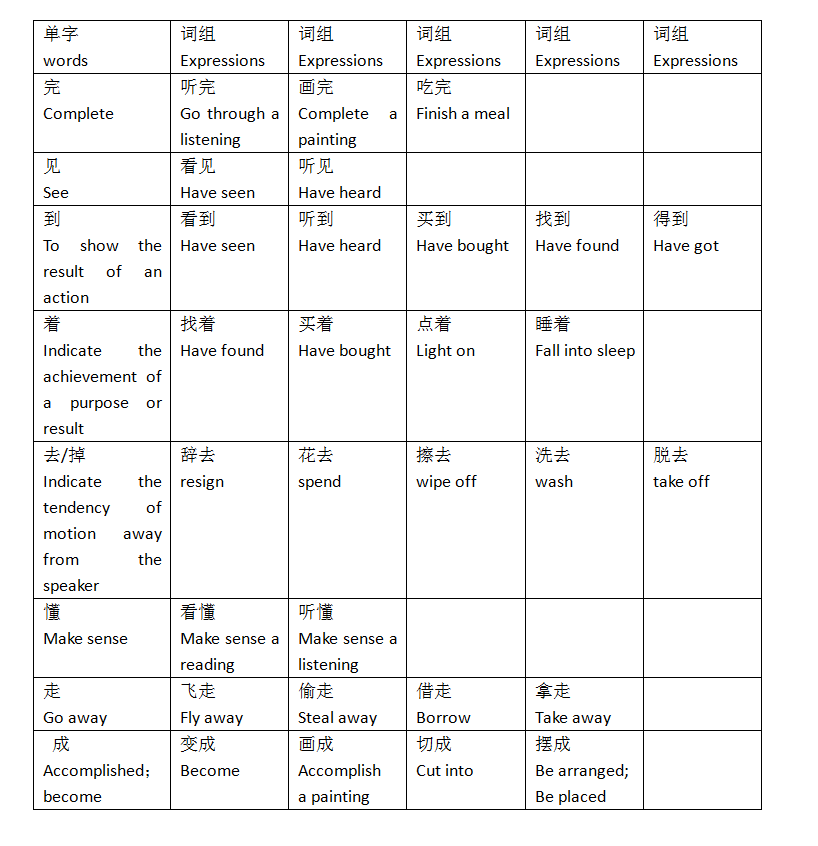 单字
words
词组
Expressions
词组
Expressions
词组
Expressions
词组
Expressions
词组
Expressions
完
Complete
听完
Go through a
listening
画完
Complete a
painting
吃完
Finish a meal
见
See
看见
Have seen
听见
Have heard
到
To show the
result of an
action
看到
Have seen
听到
Have heard
买到
Have bought
找到
Have found
得到
Have got
着
Indicate the
achievement of
a purpose or
result
找着
Have found
买着
Have bought
点着
Light on
睡着
Fall into sleep
去/掉
Indicate the
tendency of
motion away
from the
speaker
辞去
resign
花去
spend
擦去
wipe off
洗去
wash
脱去
take off
懂
Make sense
看懂
Make sense a
reading
听懂
Make sense a
listening
走
Go away
飞走
Fly away
偷走
Steal away
借走
Borrow
拿走
Take away
成
Accomplished；
become
变成
Become
画成
Accomplish
a painting
切成
Cut into
摆成
Be arranged;
Be placed